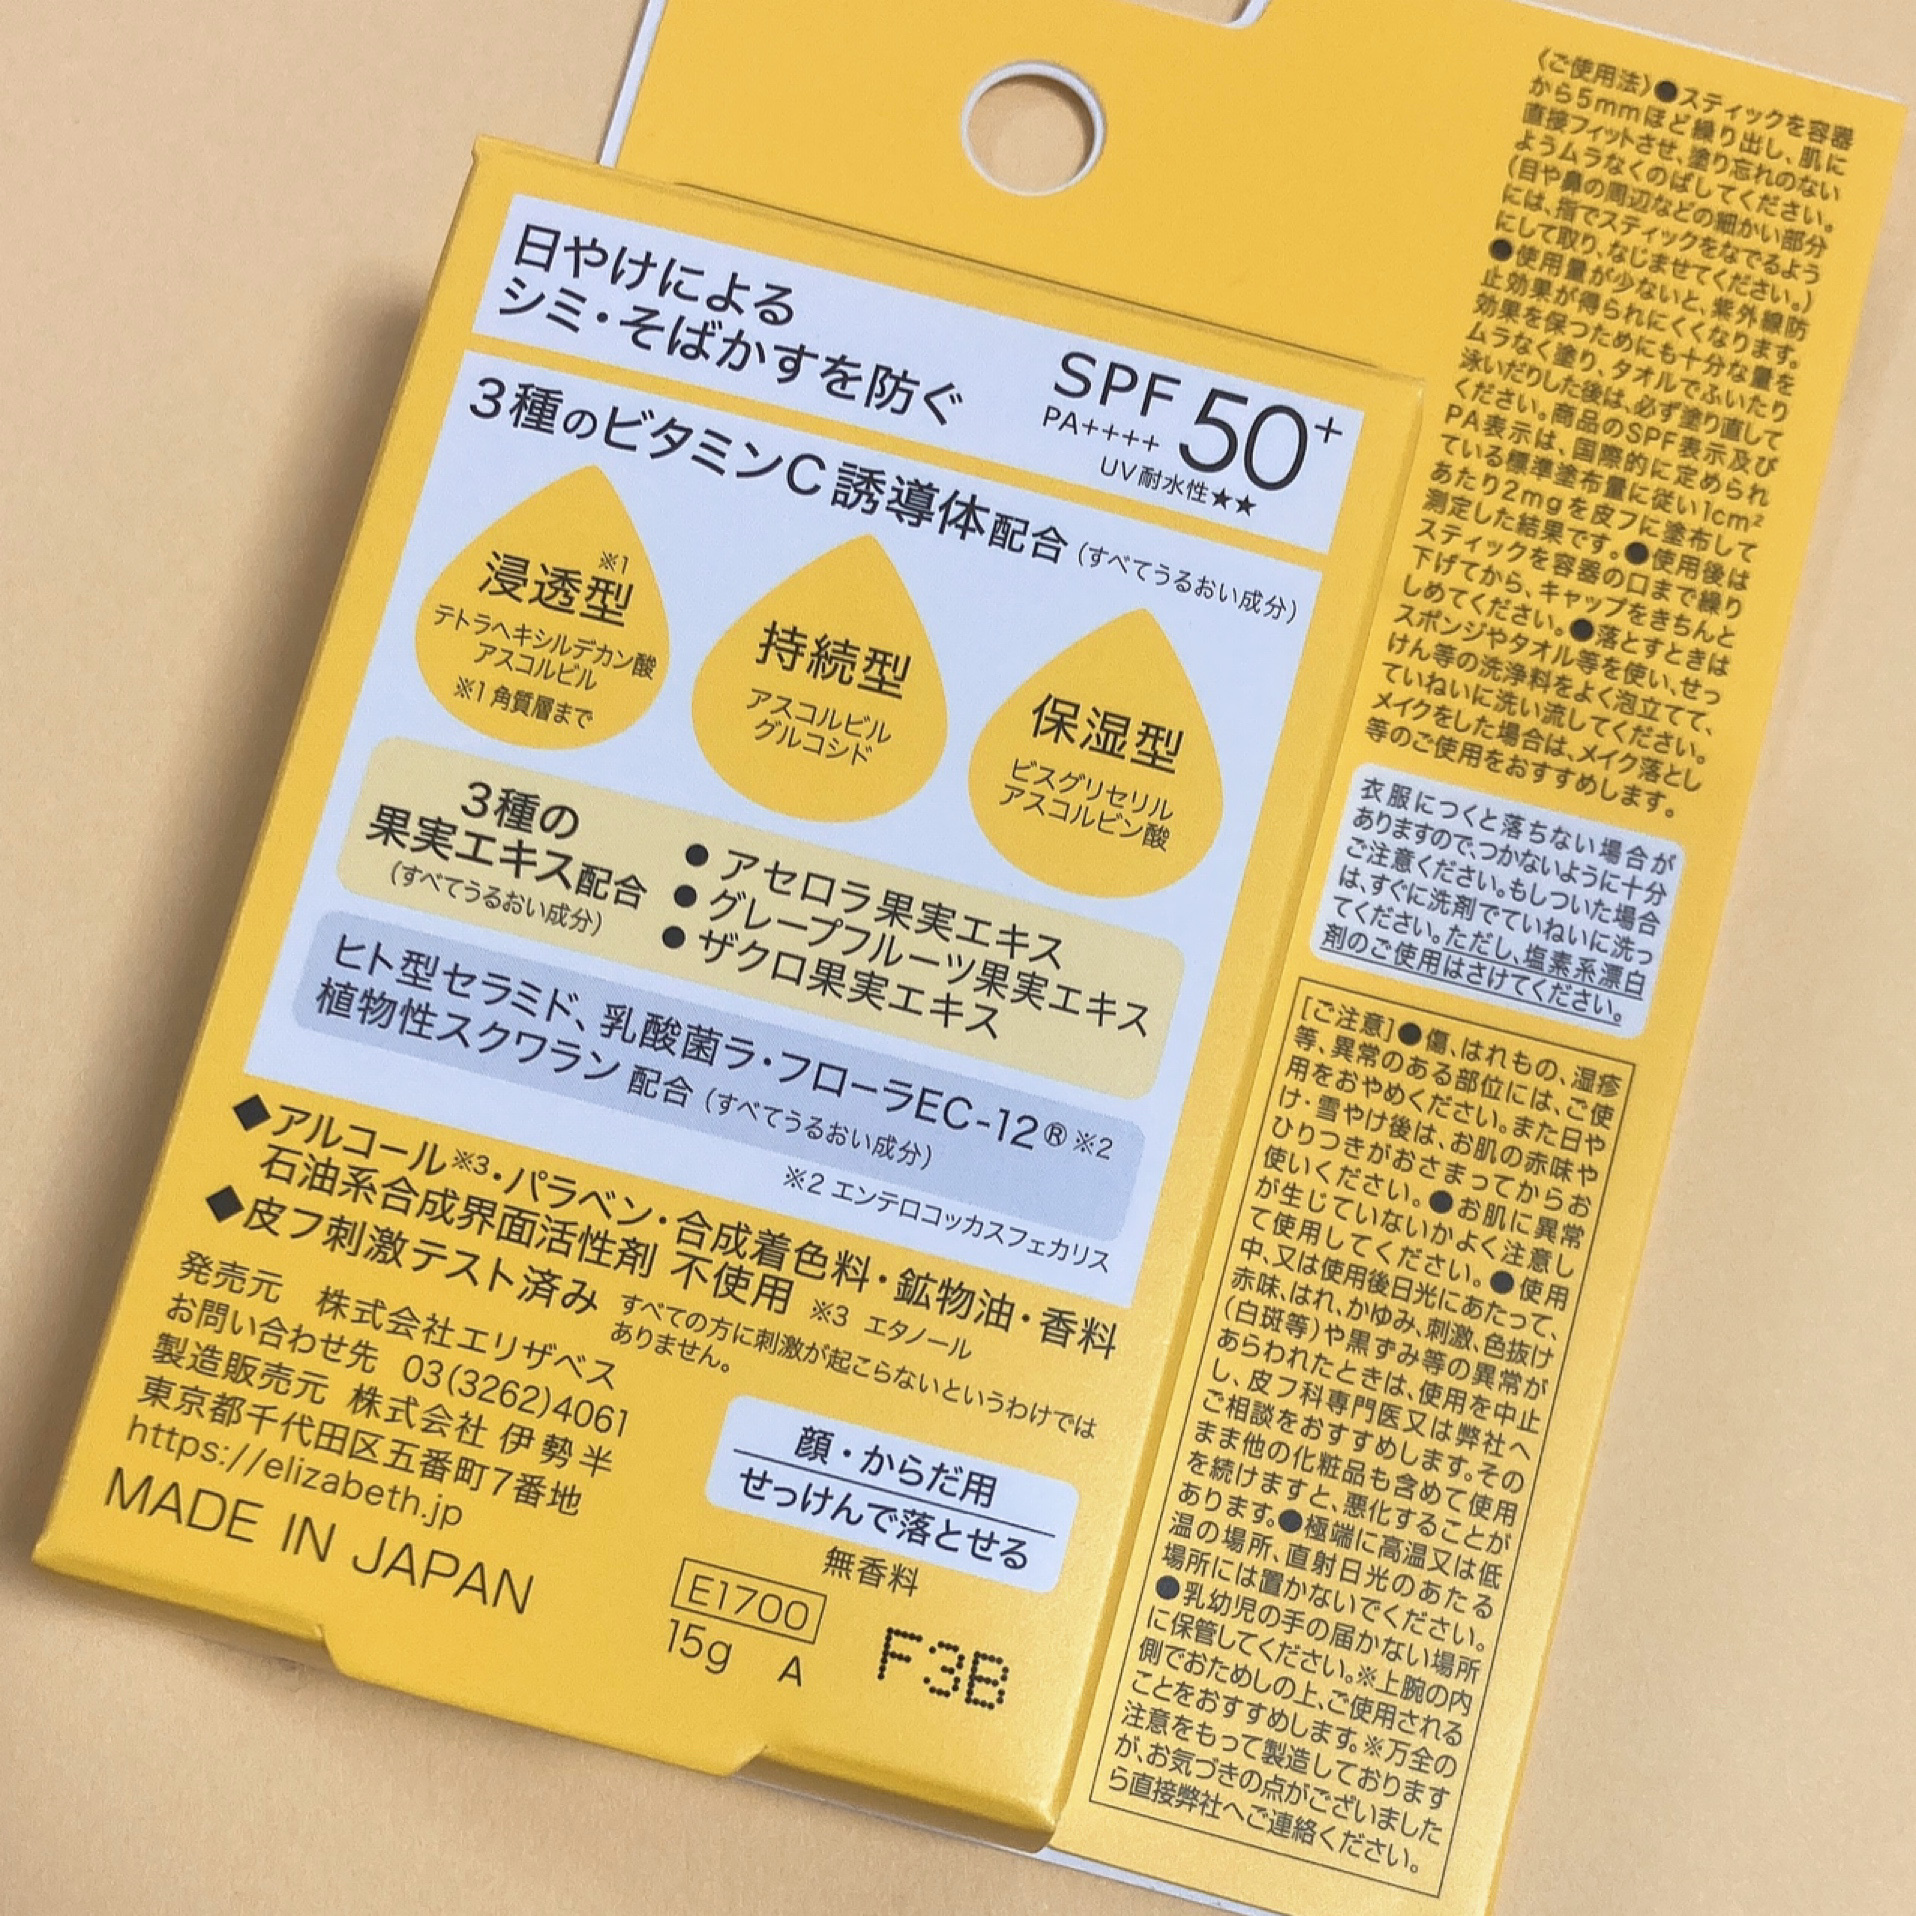 日やけによる
シミ・そばかすを防ぐ
SPF 50+
PA++++
UV耐水性★★
3種のビタミンC誘導体配合(すべてうるおい成分)
浸透型※1
テトラヘキシルデカン酸
アスコルビル
※1 角質層まで
持続型
アスコルビル
グルコシド
保湿型
ビスグリセリル
アスコルビン酸
3種の
果実エキス配合
(すべてうるおい成分)
●アセロラ果実エキス
●グレープフルーツ果実エキス
●ザクロ果実エキス
ヒト型セラミド、乳酸菌ラ・フローラEC-12®※2
植物性スクワラン 配合(すべてうるおい成分)
※2 エンテロコッカスフェカリス
◆アルコール※3・パラベン・合成着色料・鉱物油・香料
石油系合成界面活性剤 不使用 ※3 エタノール
◆皮フ刺激テスト済み すべての方に刺激が起こらないというわけでは
ありません。
発売元 株式会社エリザベス
お問い合わせ先 03(3262)4061
製造販売元 株式会社 伊勢半
東京都千代田区五番町7番地
https://elizabeth.jp
MADE IN JAPAN
顔・からだ用
せっけんで落とせる
無香料
E1700
15g A
F3B
〈ご使用法〉●スティックを容器
から5mmほど繰り出し、肌に
直接フィットさせ、塗り忘れのない
ようムラなくのばしてください。
(目や鼻の周辺などの細かい部分
には、指でスティックをなでるよう
にして取り、なじませてください。)
●使用量が少ないと、紫外線防
止効果が得られにくくなります。
効果を保つためにも十分な量を
ムラなく塗り、タオルでふいたり
泳いだりした後は、必ず塗り直して
ください。商品のSPF表示及び
PA表示は、国際的に定められ
ている標準塗布量に従い1cm²
あたり2mgを皮フに塗布して
測定した結果です。●使用後は
スティックを容器の口まで繰り
下げてから、キャップをきちんと
しめてください。●落とすときは
スポンジやタオル等を使い、せっ
けん等の洗浄料をよく泡立てて、
ていねいに洗い流してください。
メイクをした場合は、メイク落とし
等のご使用をおすすめします。
衣服につくと落ちない場合が
ありますので、つかないように十分
ご注意ください。もしついた場合
は、すぐに洗剤でていねいに洗っ
てください。ただし、塩素系漂白
剤のご使用はさけてください。
[ご注意]●傷、はれもの、湿疹
等、異常のある部位には、ご使
用をおやめください。また日や
け・雪やけ後は、お肌の赤味や
ひりつきがおさまってからお
使いください。●お肌に異常
が生じていないかよく注意し
て使用してください。●使用
中、又は使用後日光にあたって、
赤味、はれ、かゆみ、刺激、色抜け
(白斑等)や黒ずみ等の異常が
あらわれたときは、使用を中止
し、皮フ科専門医又は弊社へ
ご相談をおすすめします。その
まま他の化粧品も含めて使用
を続けますと、悪化することが
あります。●極端に高温又は低
温の場所、直射日光のあたる
場所には置かないでください。
●乳幼児の手の届かない場所
に保管してください。※上腕の内
側でおためしの上、ご使用される
ことをおすすめします。※万全の
注意をもって製造しております
が、お気づきの点がございました
ら直接弊社へご連絡ください。